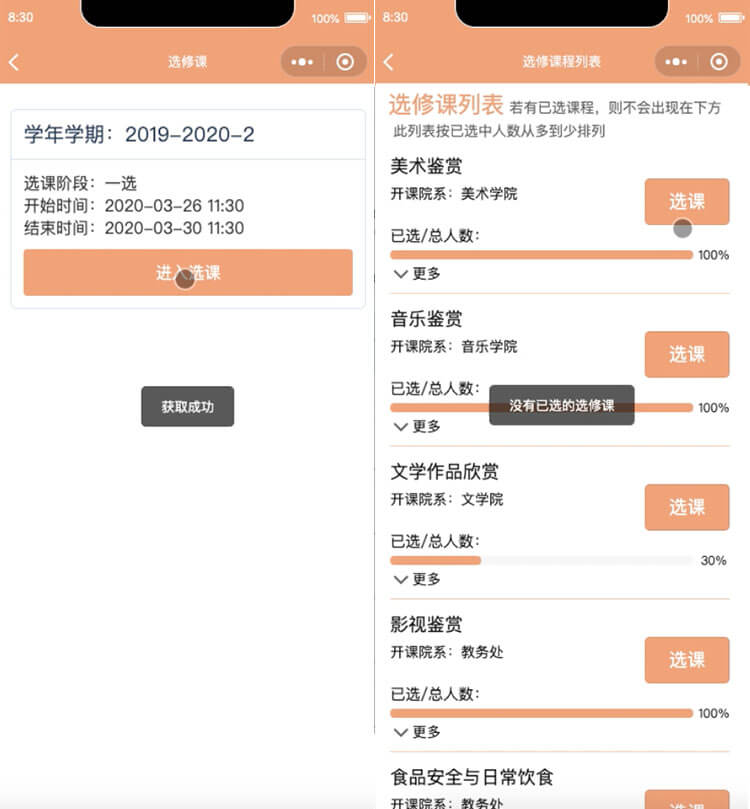 8:30
100%
选修课
学年学期：2019-2020-2
选课阶段：一选
开始时间：2020-03-26 11:30
结束时间：2020-03-30 11:30
进入选课
获取成功
8:30
100%
选修课程列表
选修课列表 若有已选课程，则不会出现在下方
此列表按已选中人数从多到少排列
美术鉴赏
开课院系：美术学院
选课
已选/总人数：
100%
更多
音乐鉴赏
开课院系：音乐学院
选课
已选/总人数：
100%
没有已选的选修课
更多
文学作品欣赏
开课院系：文学院
选课
已选/总人数：
30%
更多
影视鉴赏
开课院系：教务处
选课
已选/总人数：
100%
更多
食品安全与日常饮食
开课院系：教务处
选课